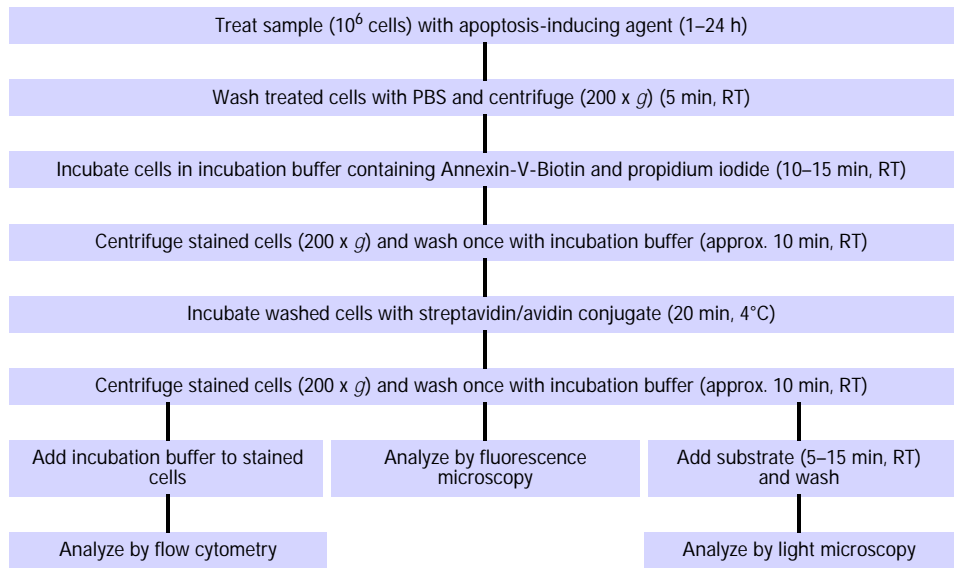 Treat sample (10⁶ cells) with apoptosis-inducing agent (1–24 h)
Wash treated cells with PBS and centrifuge (200 x g) (5 min, RT)
Incubate cells in incubation buffer containing Annexin-V-Biotin and propidium iodide (10–15 min, RT)
Centrifuge stained cells (200 x g) and wash once with incubation buffer (approx. 10 min, RT)
Incubate washed cells with streptavidin/avidin conjugate (20 min, 4°C)
Centrifuge stained cells (200 x g) and wash once with incubation buffer (approx. 10 min, RT)
Add incubation buffer to stained
cells
Analyze by fluorescence
microscopy
Add substrate (5–15 min, RT)
and wash
Analyze by flow cytometry
Analyze by light microscopy